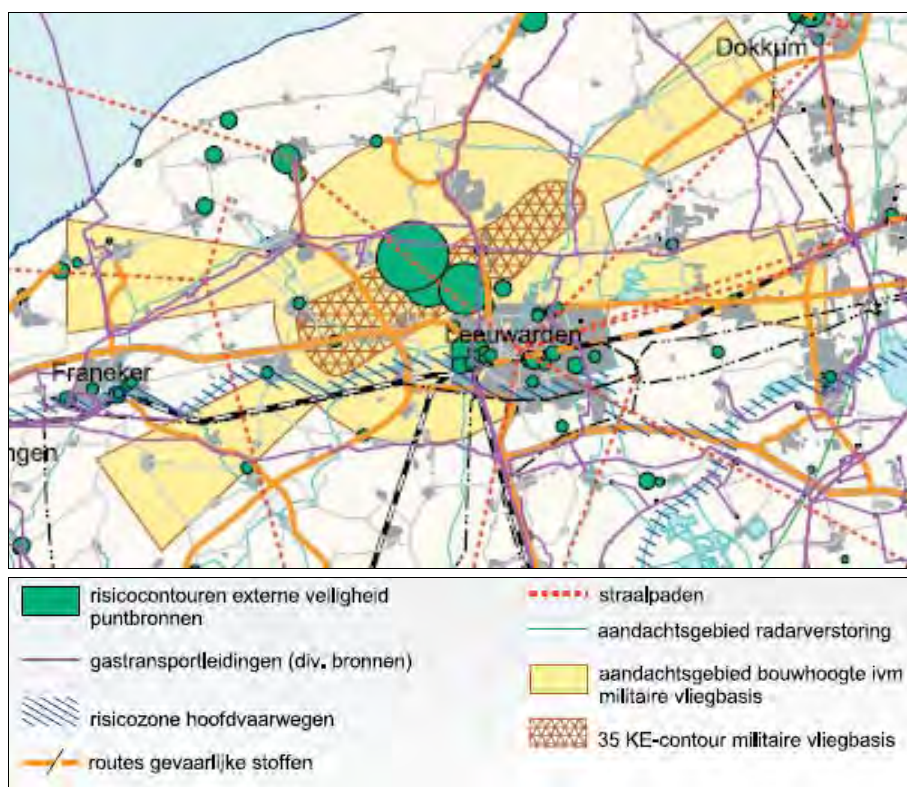 Dokkum
Leeuwarden
Franeker
ngen
risicocontouren externe veiligheid
puntbronnen
gastransportleidingen (div. bronnen)
risicozone hoofdvaarwegen
routes gevaarlijke stoffen
straalpaden
aandachtsgebied radarverstoring
aandachtsgebied bouwhoogte ivm
militaire vliegbasis
35 KE-contour militaire vliegbasis